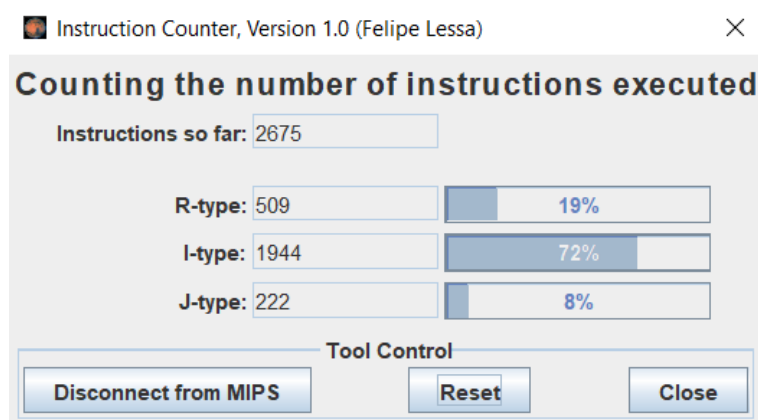 Instruction Counter, Version 1.0 (Felipe Lessa)
Counting the number of instructions executed
Instructions so far: 2675
R-type: 509 19%
I-type: 1944 72%
J-type: 222 8%
Tool Control
Disconnect from MIPS Reset Close